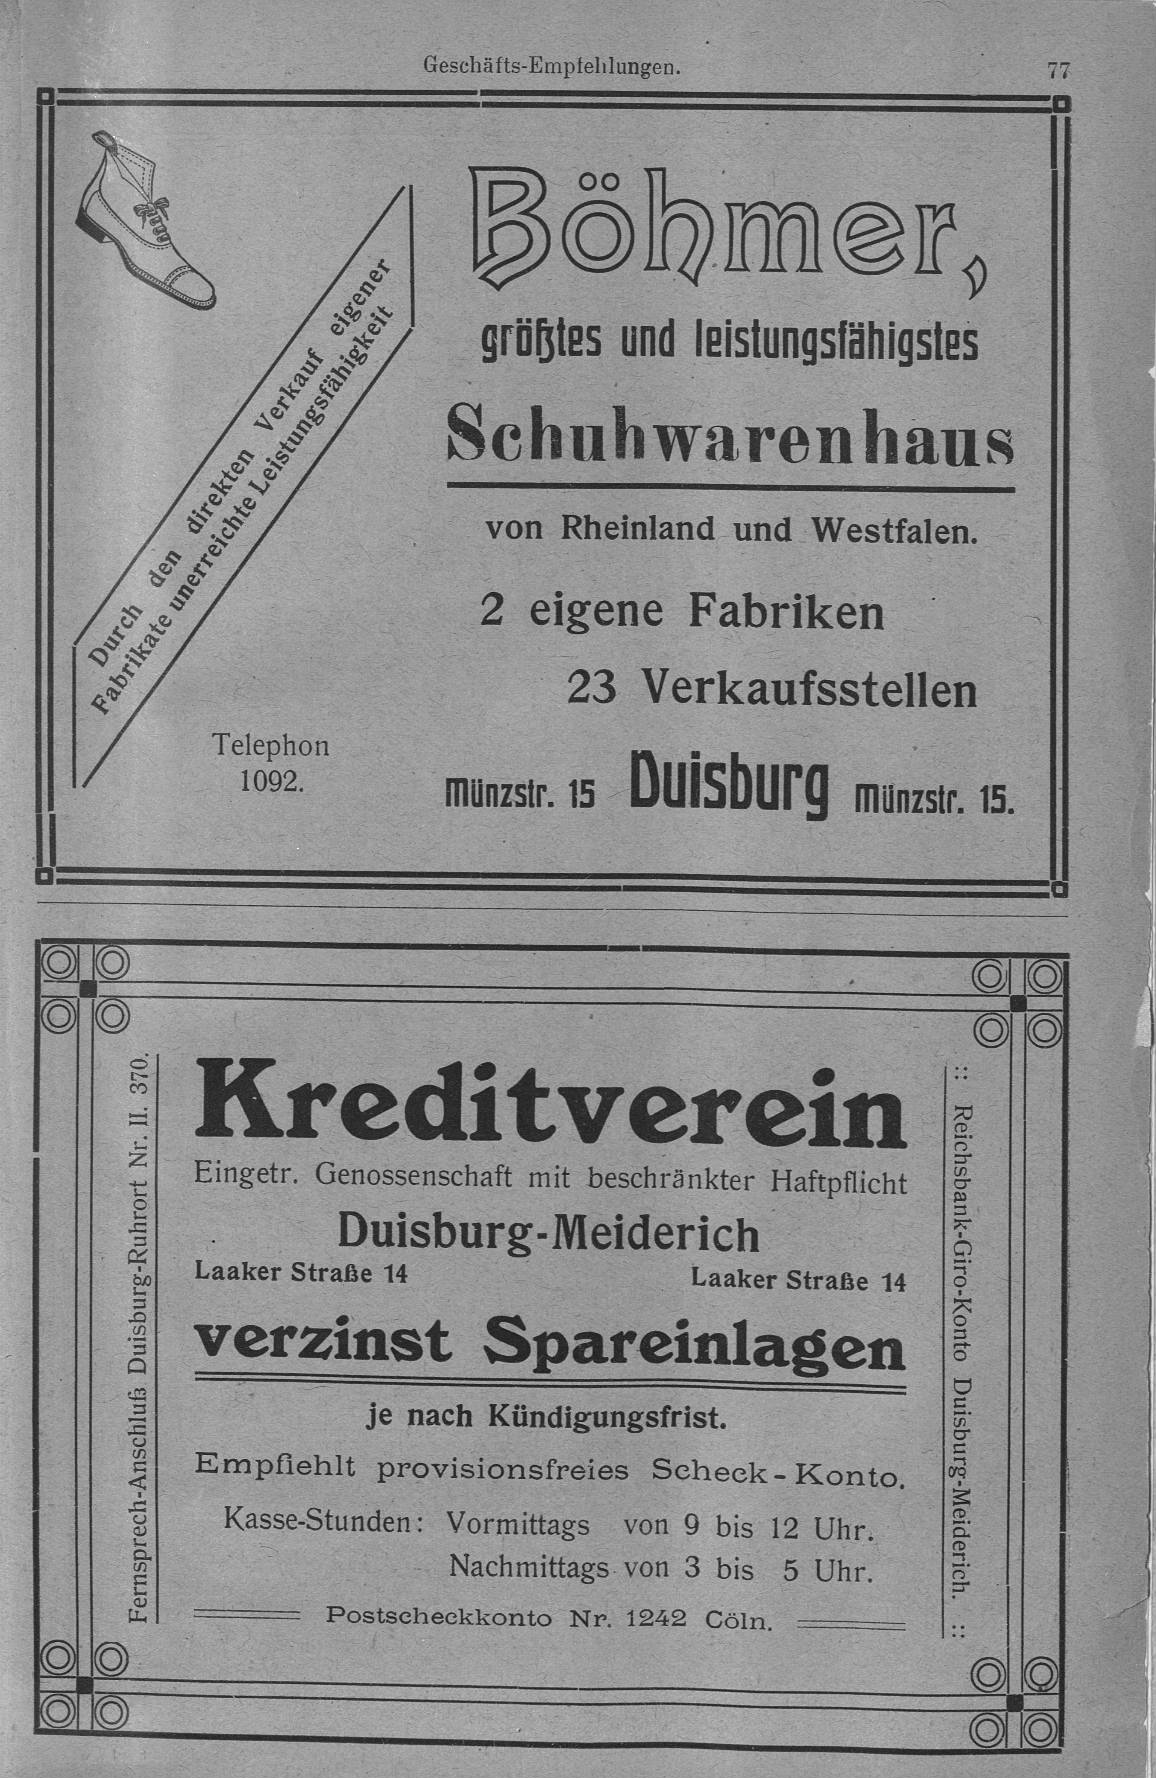 Geschäfts-Empfehlungen. 77
Durch den direkten Verkauf eigener
Fabrikate unerreichte Leistungsfähigkeit
Telephon
1092.
Böhmer,
größtes und leistungsfähigstes
Schuhwarenhaus
von Rheinland und Westfalen.
2 eigene Fabriken
23 Verkaufsstellen
Münzstr. 15 Duisburg Münzstr. 15.
Fernsprech-Anschluß Duisburg-Ruhrort Nr. II. 370.
Kreditverein
Eingetr. Genossenschaft mit beschränkter Haftpflicht
Duisburg-Meiderich
Laaker Straße 14 Laaker Straße 14
verzinst Spareinlagen
je nach Kündigungsfrist.
Empfiehlt provisionsfreies Scheck-Konto.
Kasse-Stunden: Vormittags von 9 bis 12 Uhr.
Nachmittags von 3 bis 5 Uhr.
Postscheckkonto Nr. 1242 Cöln.
:: Reichsbank-Giro-Konto Duisburg-Meiderich. ::